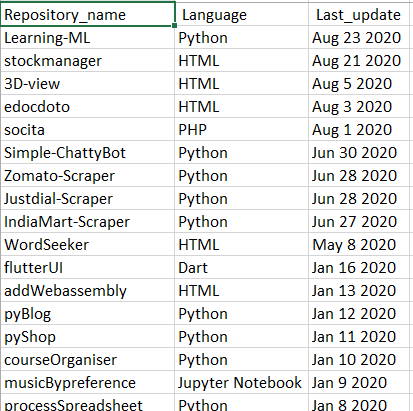 Repository_name Language Last_update
Learning-ML Python Aug 23 2020
stockmanager HTML Aug 21 2020
3D-view HTML Aug 5 2020
edocdoto HTML Aug 3 2020
socita PHP Aug 1 2020
Simple-ChattyBot Python Jun 30 2020
Zomato-Scraper Python Jun 28 2020
Justdial-Scraper Python Jun 28 2020
IndiaMart-Scraper Python Jun 27 2020
WordSeeker HTML May 8 2020
flutterUI Dart Jan 16 2020
addWebassembly HTML Jan 13 2020
pyBlog Python Jan 12 2020
pyShop Python Jan 11 2020
courseOrganiser Python Jan 10 2020
musicBypreference Jupyter Notebook Jan 9 2020
processSpreadsheet Python Jan 8 2020